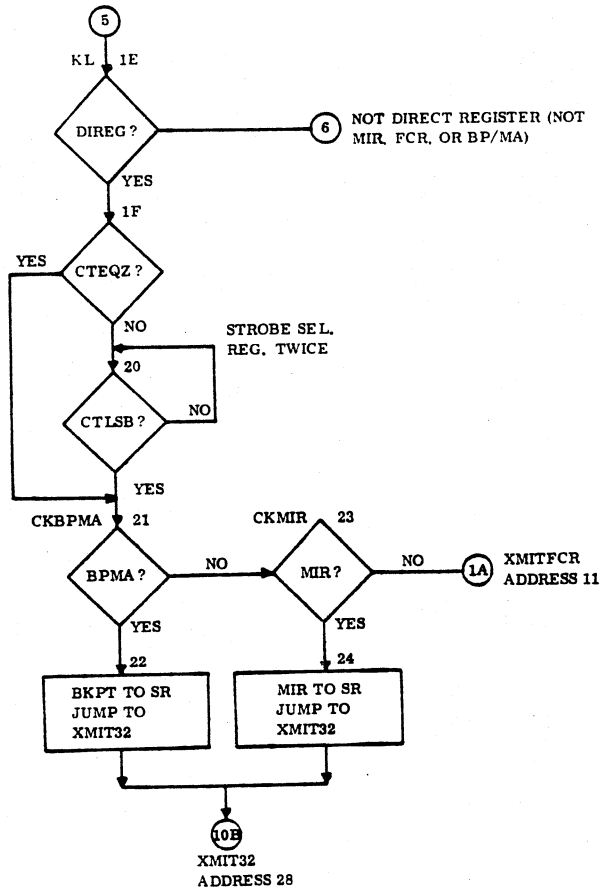 5
KL 1E
DIREG?
6
NOT DIRECT REGISTER (NOT
MIR, FCR, OR BP/MA)
YES
1F
YES
CTEQZ?
NO
STROBE SEL.
REG. TWICE
20
CTLSB?
NO
YES
CKBPMA 21
BPMA?
NO
CKMIR 23
MIR?
NO
1A
XMITFCR
ADDRESS 11
YES
YES
22
BKPT TO SR
JUMP TO
XMIT32
24
MIR TO SR
JUMP TO
XMIT32
10B
XMIT32
ADDRESS 28